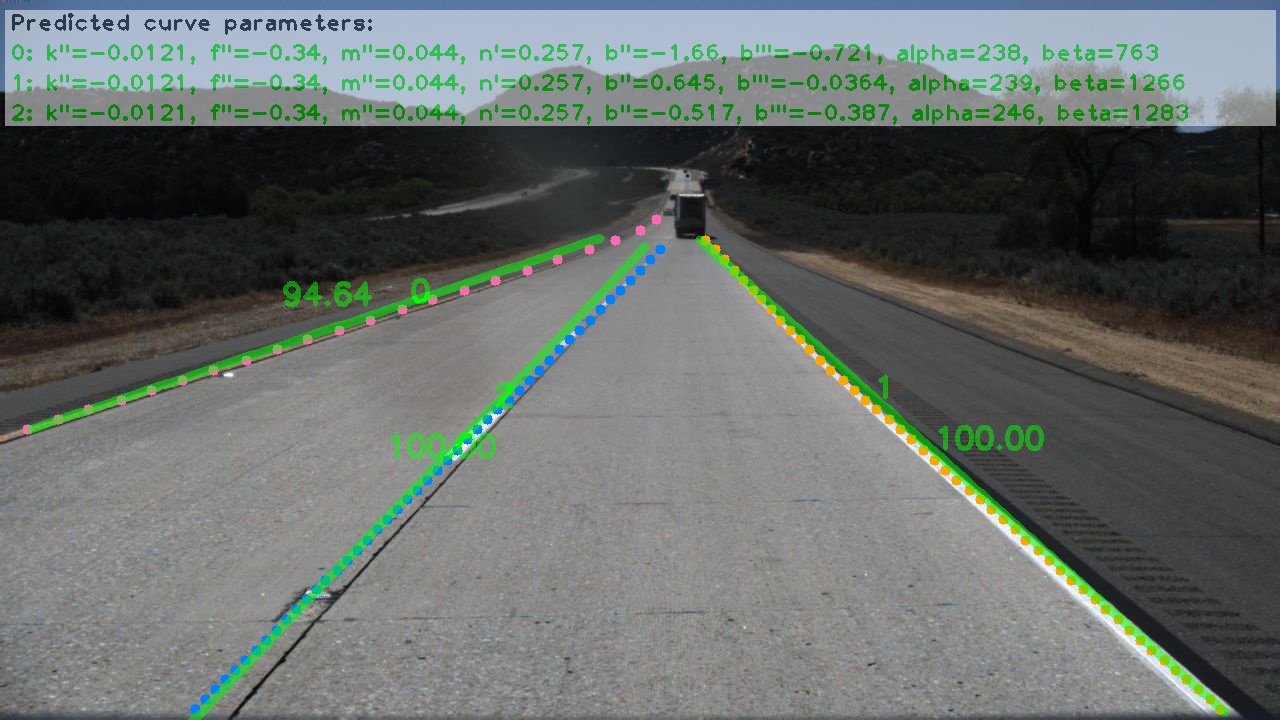 Predicted curve parameters:
0: k''=-0.0121, f''=-0.34, m''=0.044, n'=0.257, b''=-1.66, b'''=-0.721, alpha=238, beta=763
1: k''=-0.0121, f''=-0.34, m''=0.044, n'=0.257, b''=0.645, b'''=-0.0364, alpha=239, beta=1266
2: k''=-0.0121, f''=-0.34, m''=0.044, n'=0.257, b''=-0.517, b'''=-0.387, alpha=246, beta=1283
94.64 0
2 1
100.00 100.00